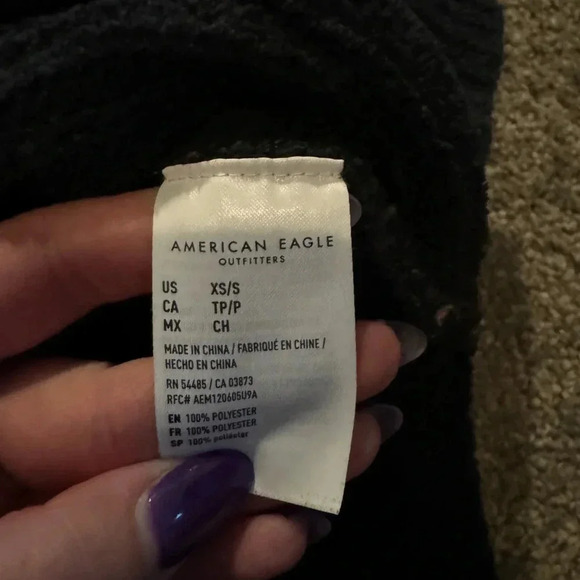 AMERICAN EAGLE
OUTFITTERS
US XS/S
CA TP/P
MX CH
MADE IN CHINA / FABRIQUÉ EN CHINE /
HECHO EN CHINA
RN 54485 / CA 03873
RFC# AEM120605U9A
EN 100% POLYESTER
FR 100% POLYESTER
SP 100% poliéster